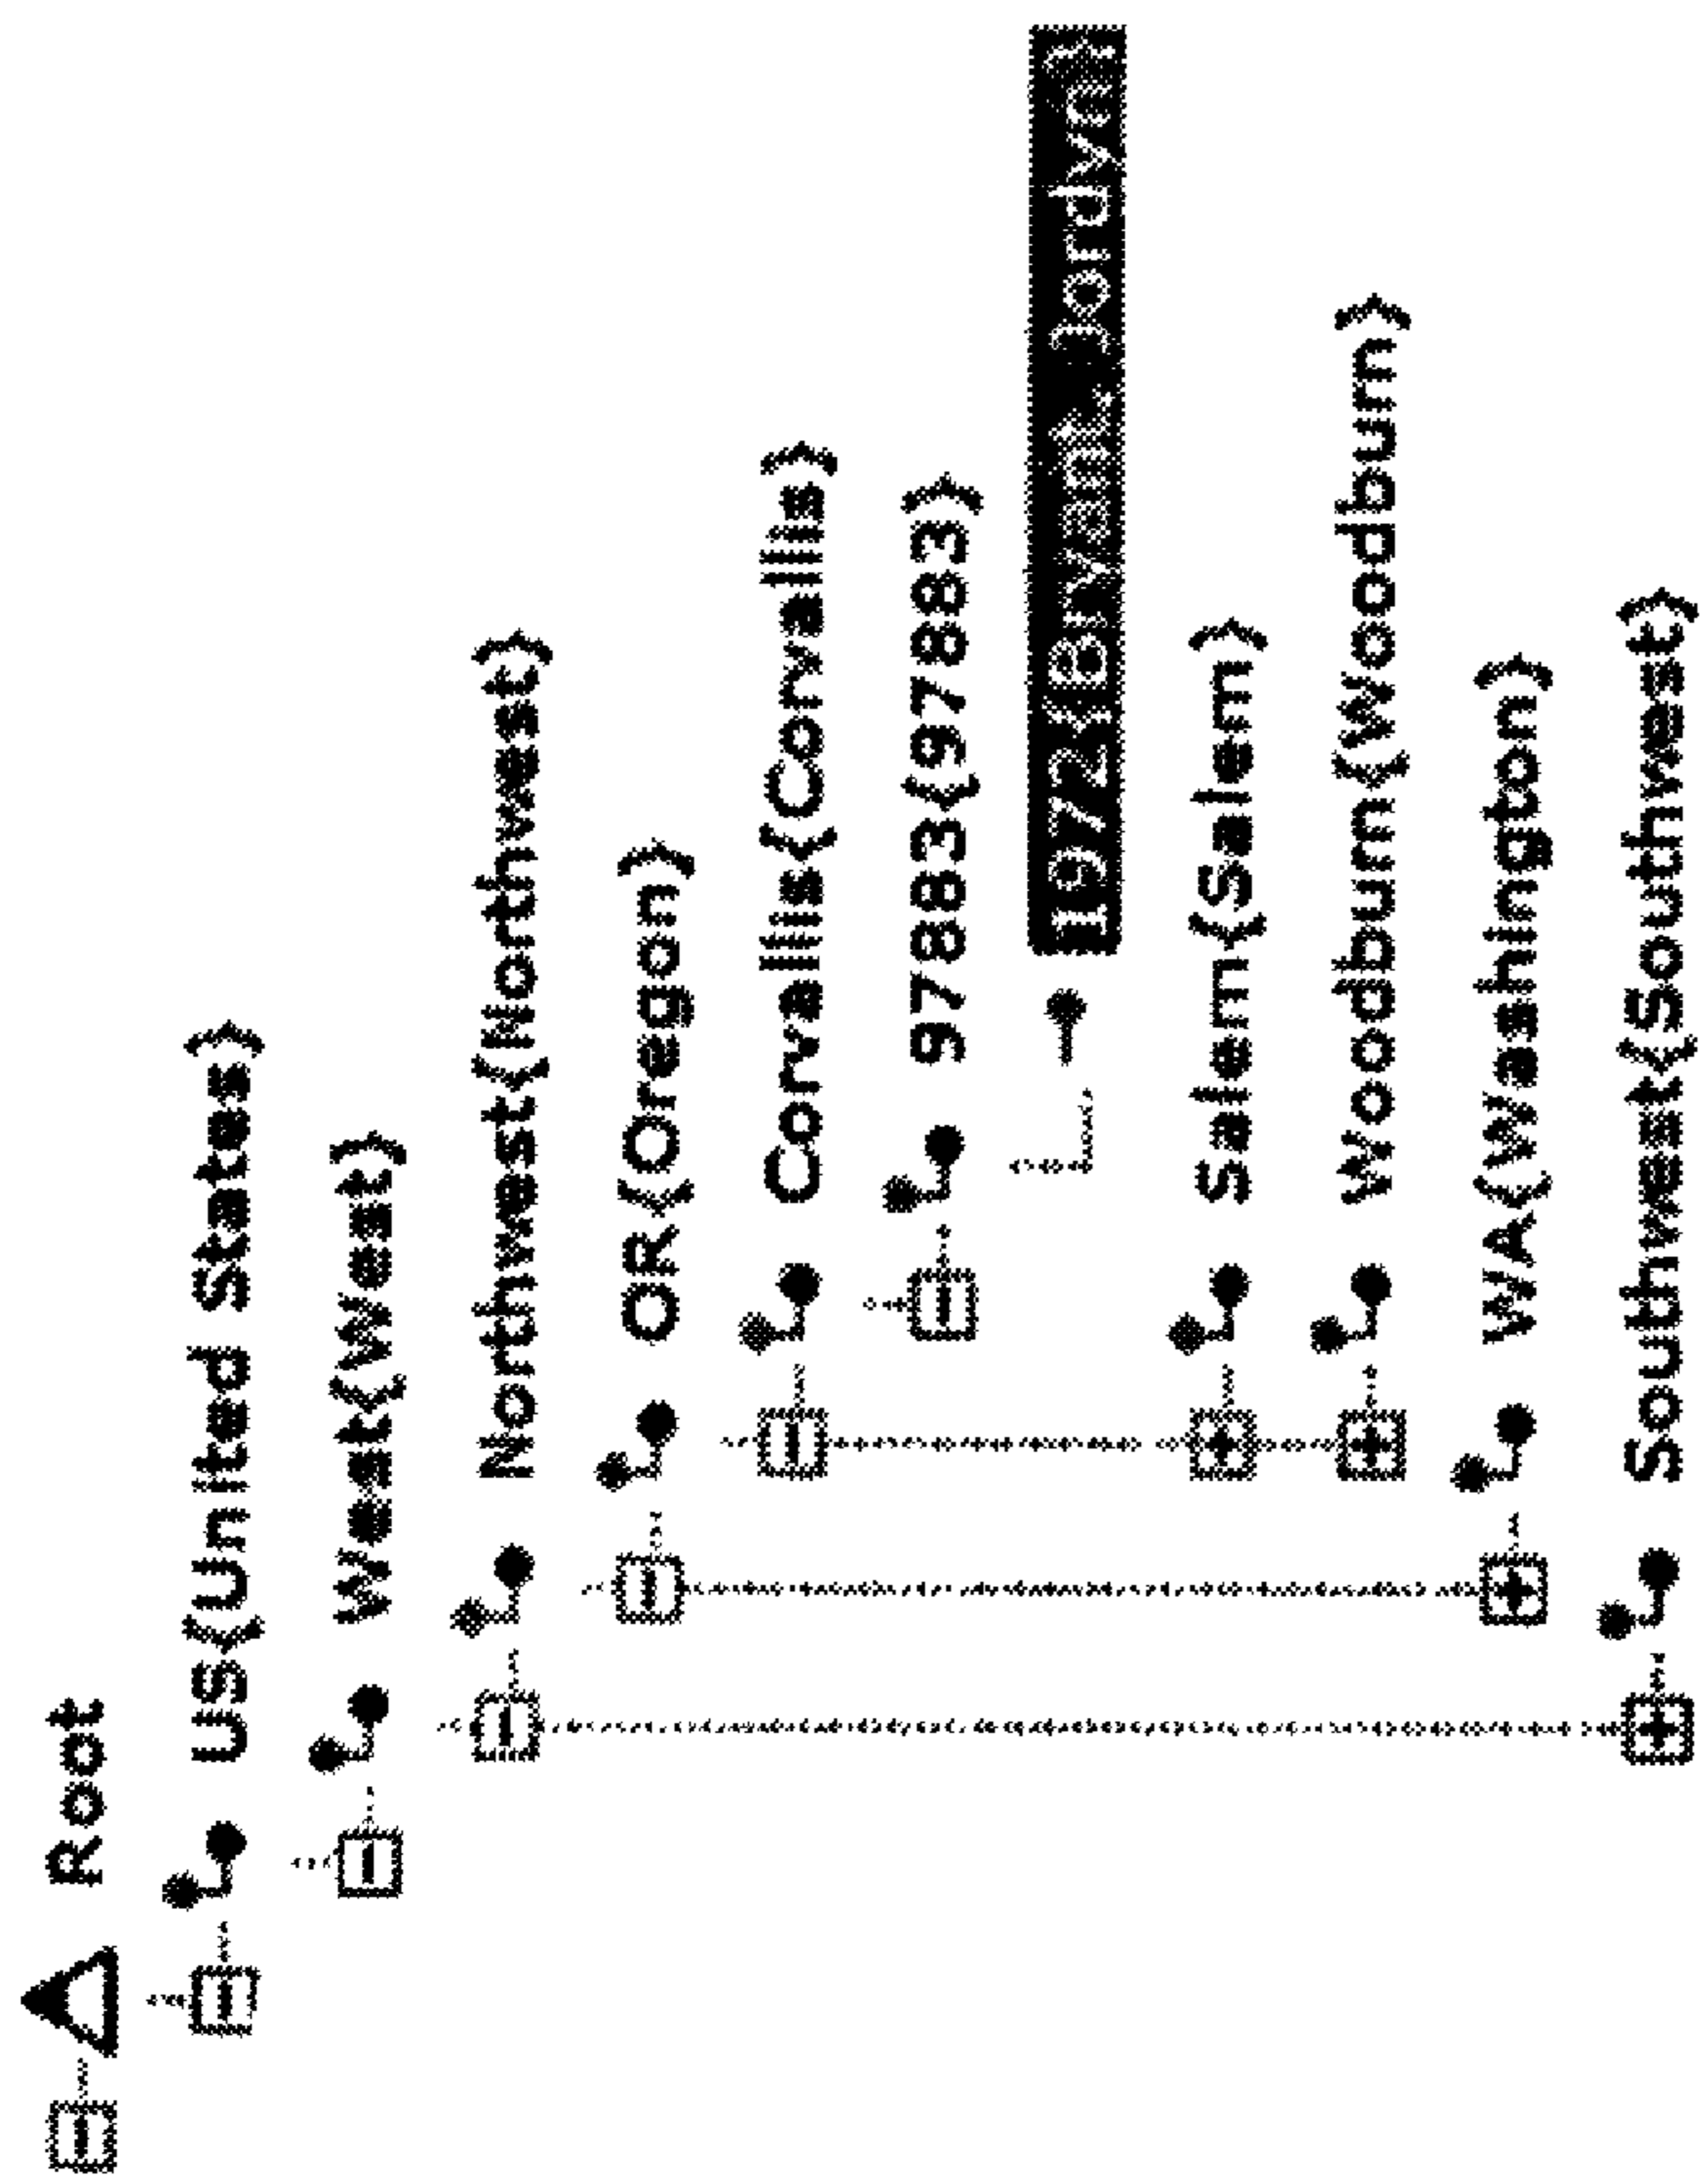 Root
US(United States)
West(West)
Northwest(Northwest)
OR(Oregon)
Corvallis(Corvallis)
97883(97883)
1972(Bryant, Jordyn)
Salem(Salem)
Woodburn(Woodburn)
WA(Washington)
Southwest(Southwest)